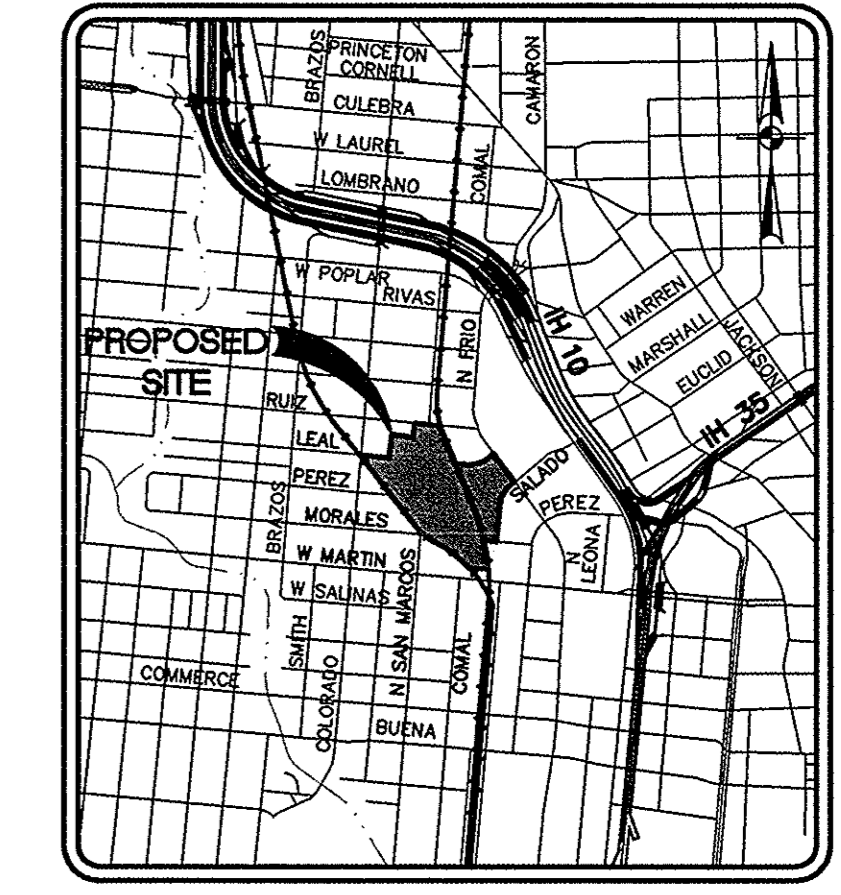 BRAZOS
PRINCETON
CORNELL
CAMARON
CULEBRA
W LAUREL
COMAL
LOMBRANO
W POPLAR
RIVAS
IH 10
WARREN
MARSHALL
JACKSON
EUCLID
PROPOSED
SITE
N FRIO
RUIZ
IH 35
LEAL
SALADO
PEREZ
PEREZ
BRAZOS
MORALES
N
LEONA
W MARTIN
W SALINAS
N SAN MARCOS
SMITH
COMAL
COMMERCE
COLORADO
BUENA